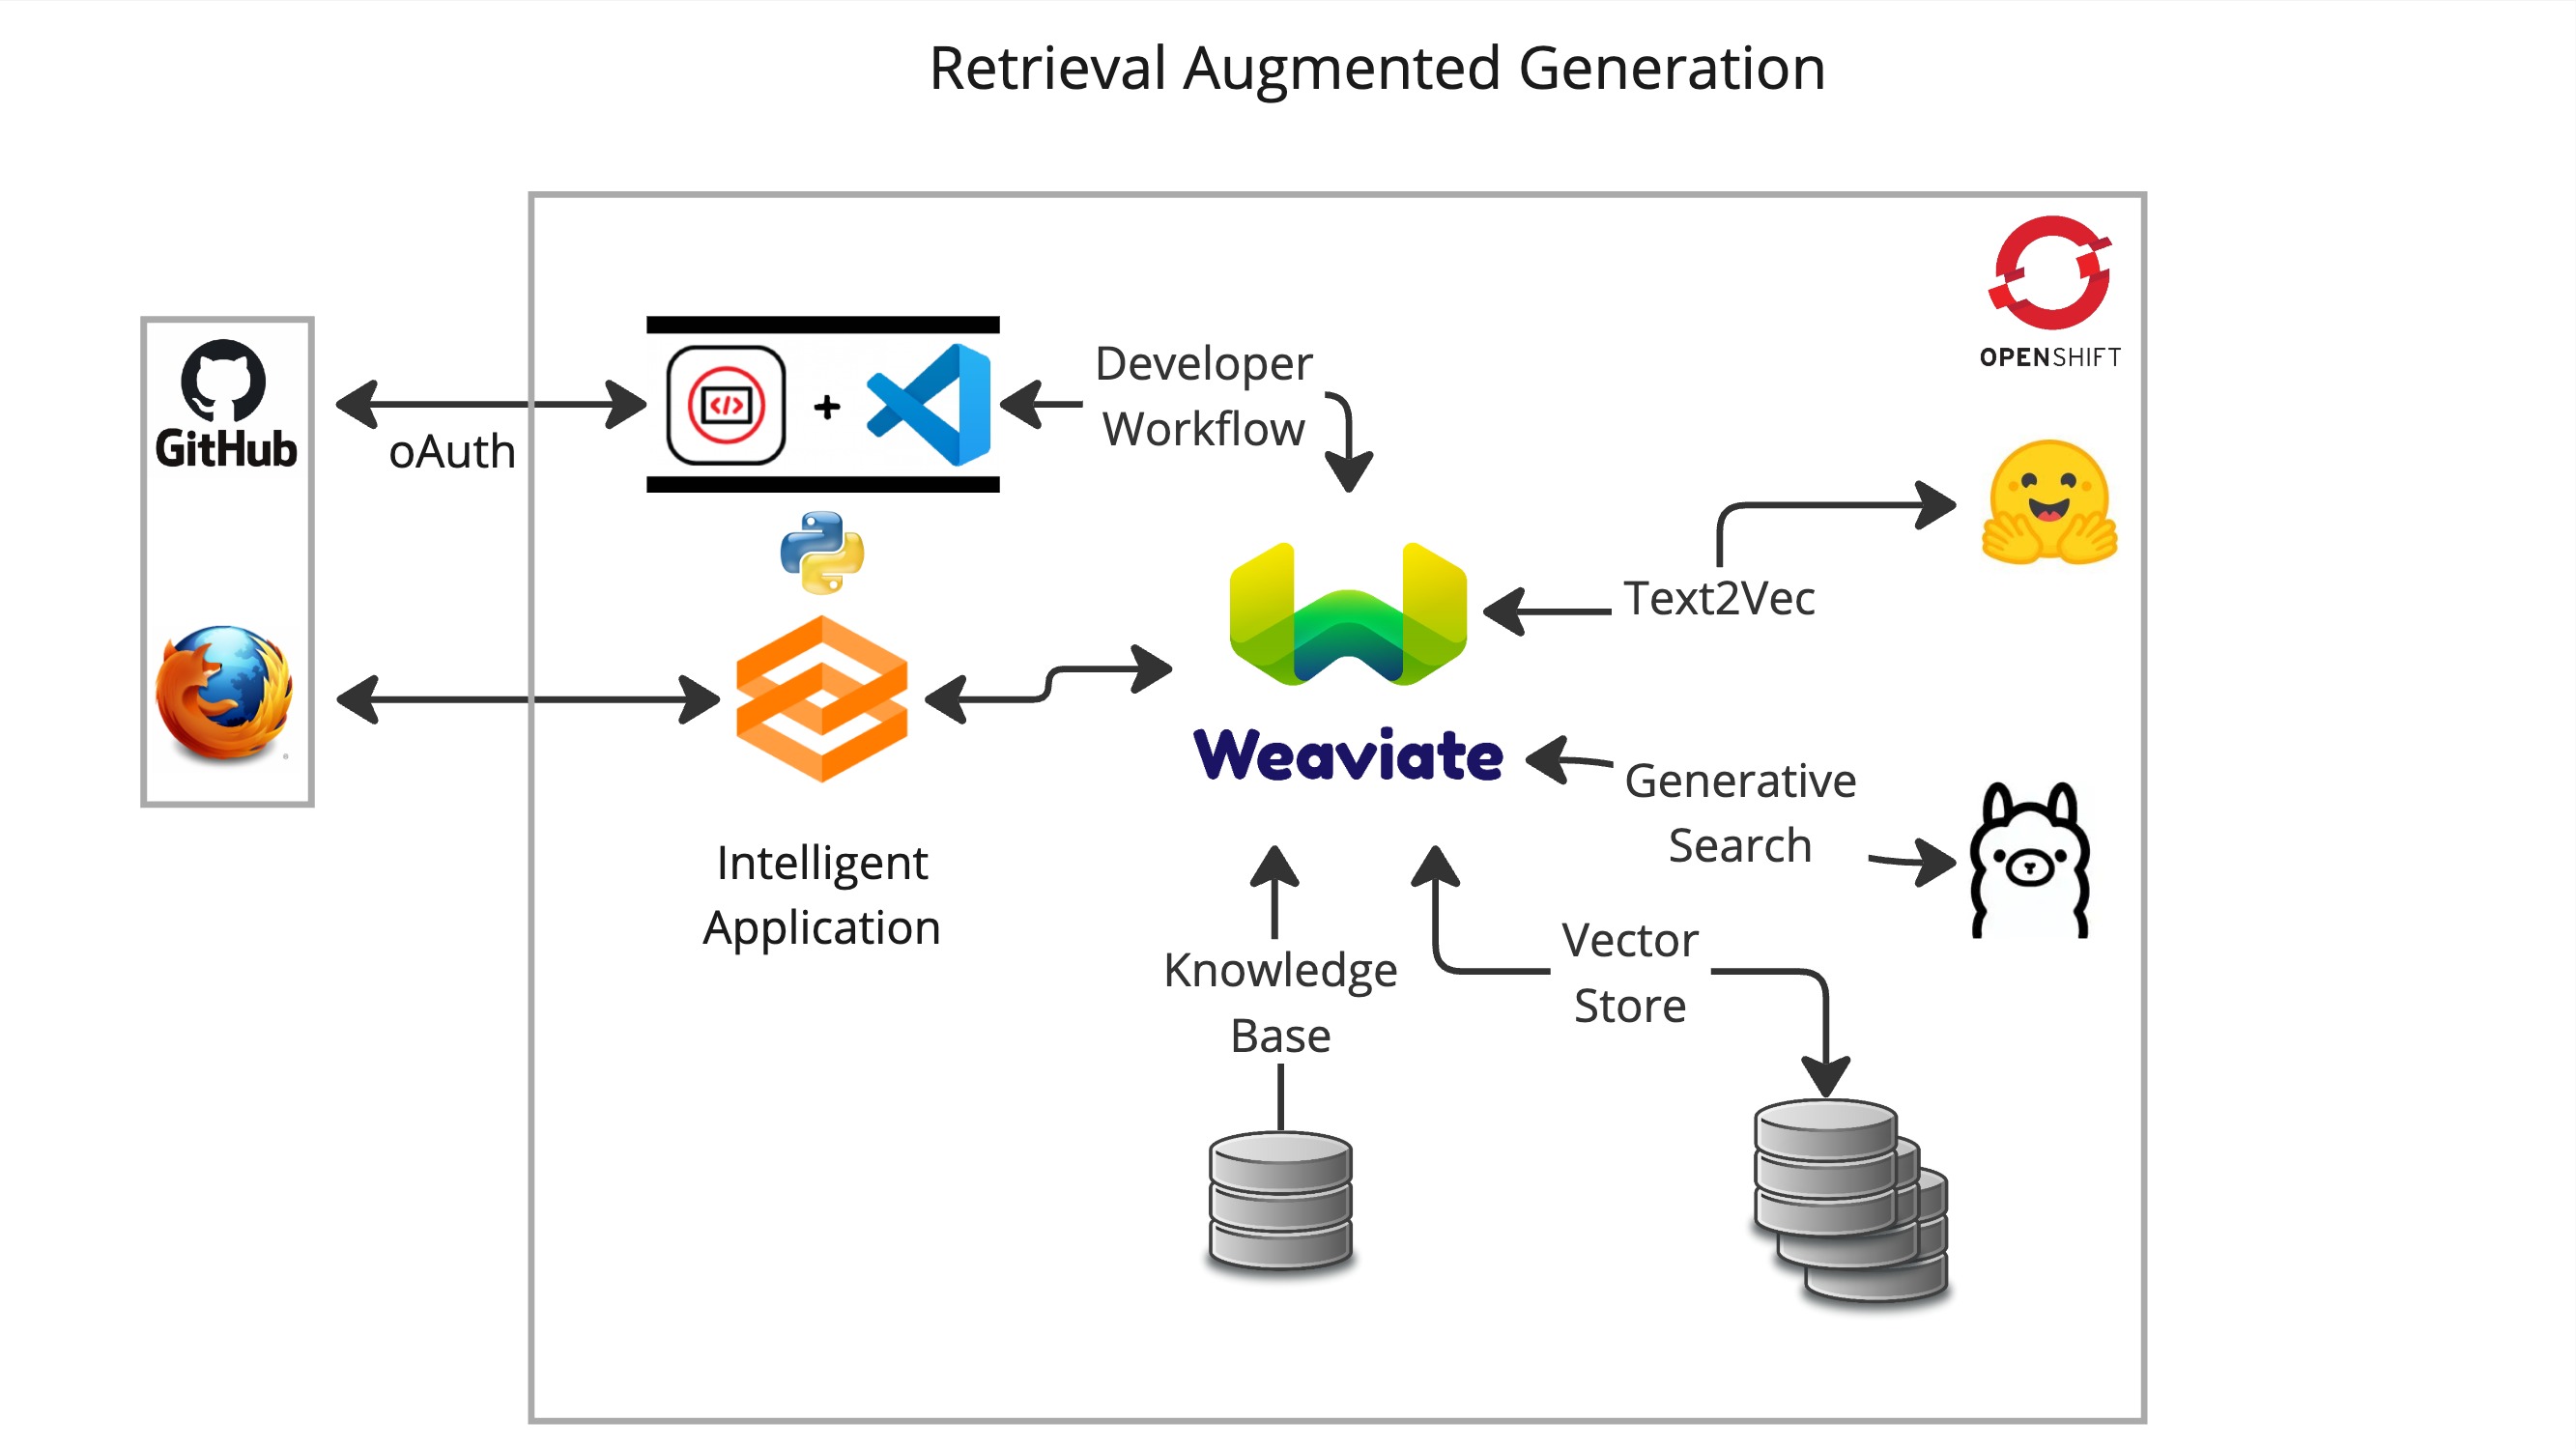 Retrieval Augmented Generation
OPENSHIFT
GitHub
oAuth
</>
+
Developer
Workflow
Text2Vec
Weaviate
Generative
Search
Intelligent
Application
Knowledge
Base
Vector
Store